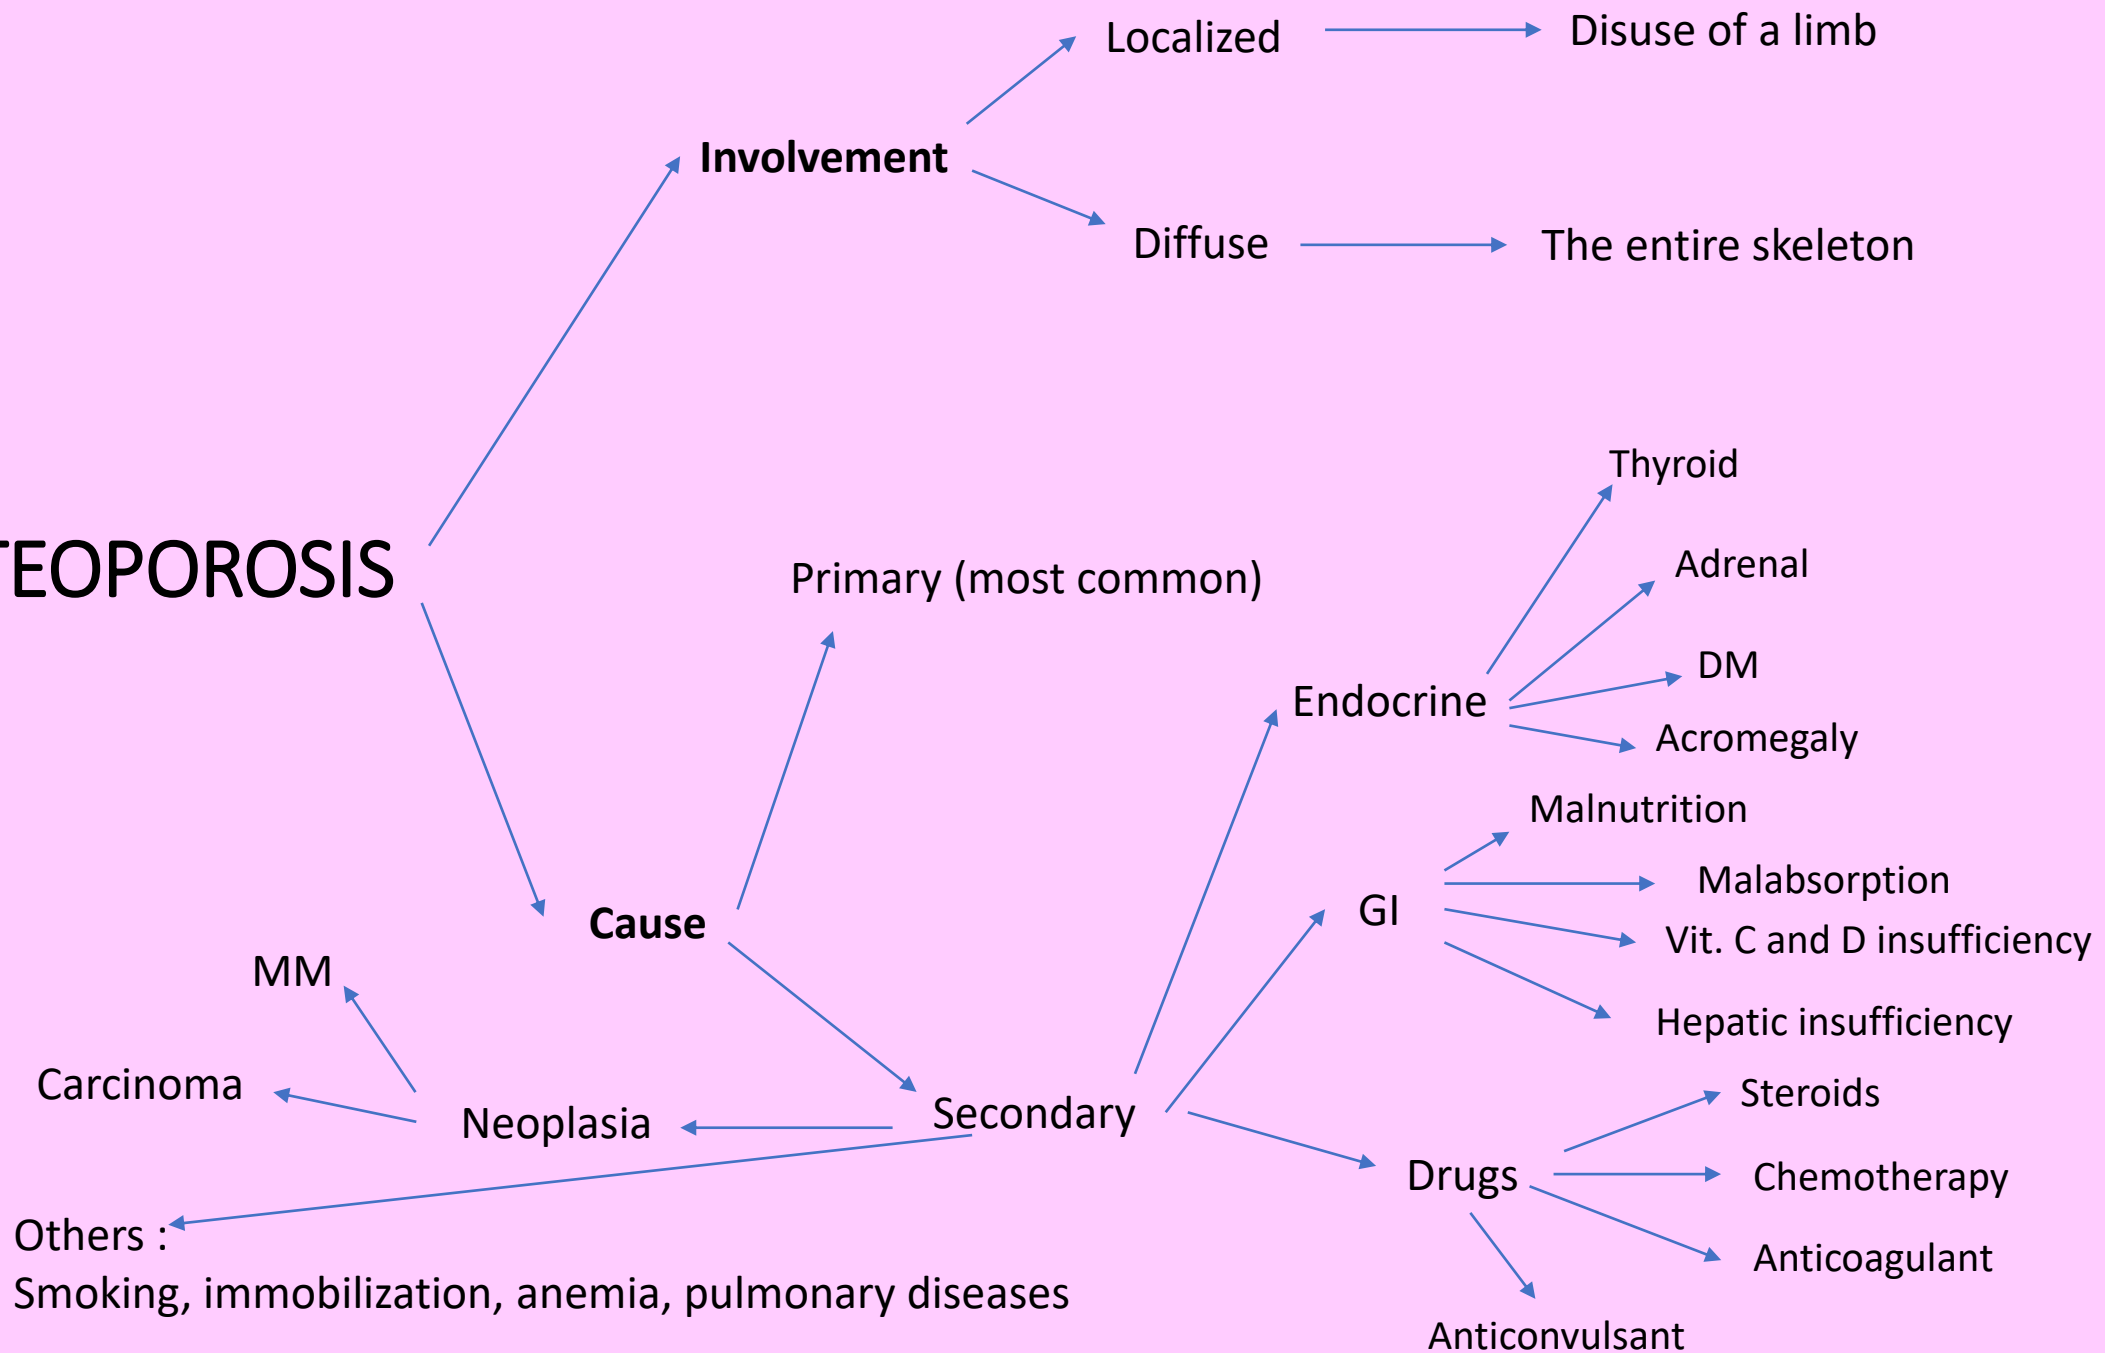 Localized
Disuse of a limb
Involvement
Diffuse
The entire skeleton
TEOPOROSIS
Primary (most common)
Thyroid
Adrenal
DM
Endocrine
Acromegaly
Malnutrition
Malabsorption
GI
Vit. C and D insufficiency
Hepatic insufficiency
Cause
MM
Carcinoma
Neoplasia
Secondary
Steroids
Drugs
Chemotherapy
Anticoagulant
Anticonvulsant
Others :
Smoking, immobilization, anemia, pulmonary diseases